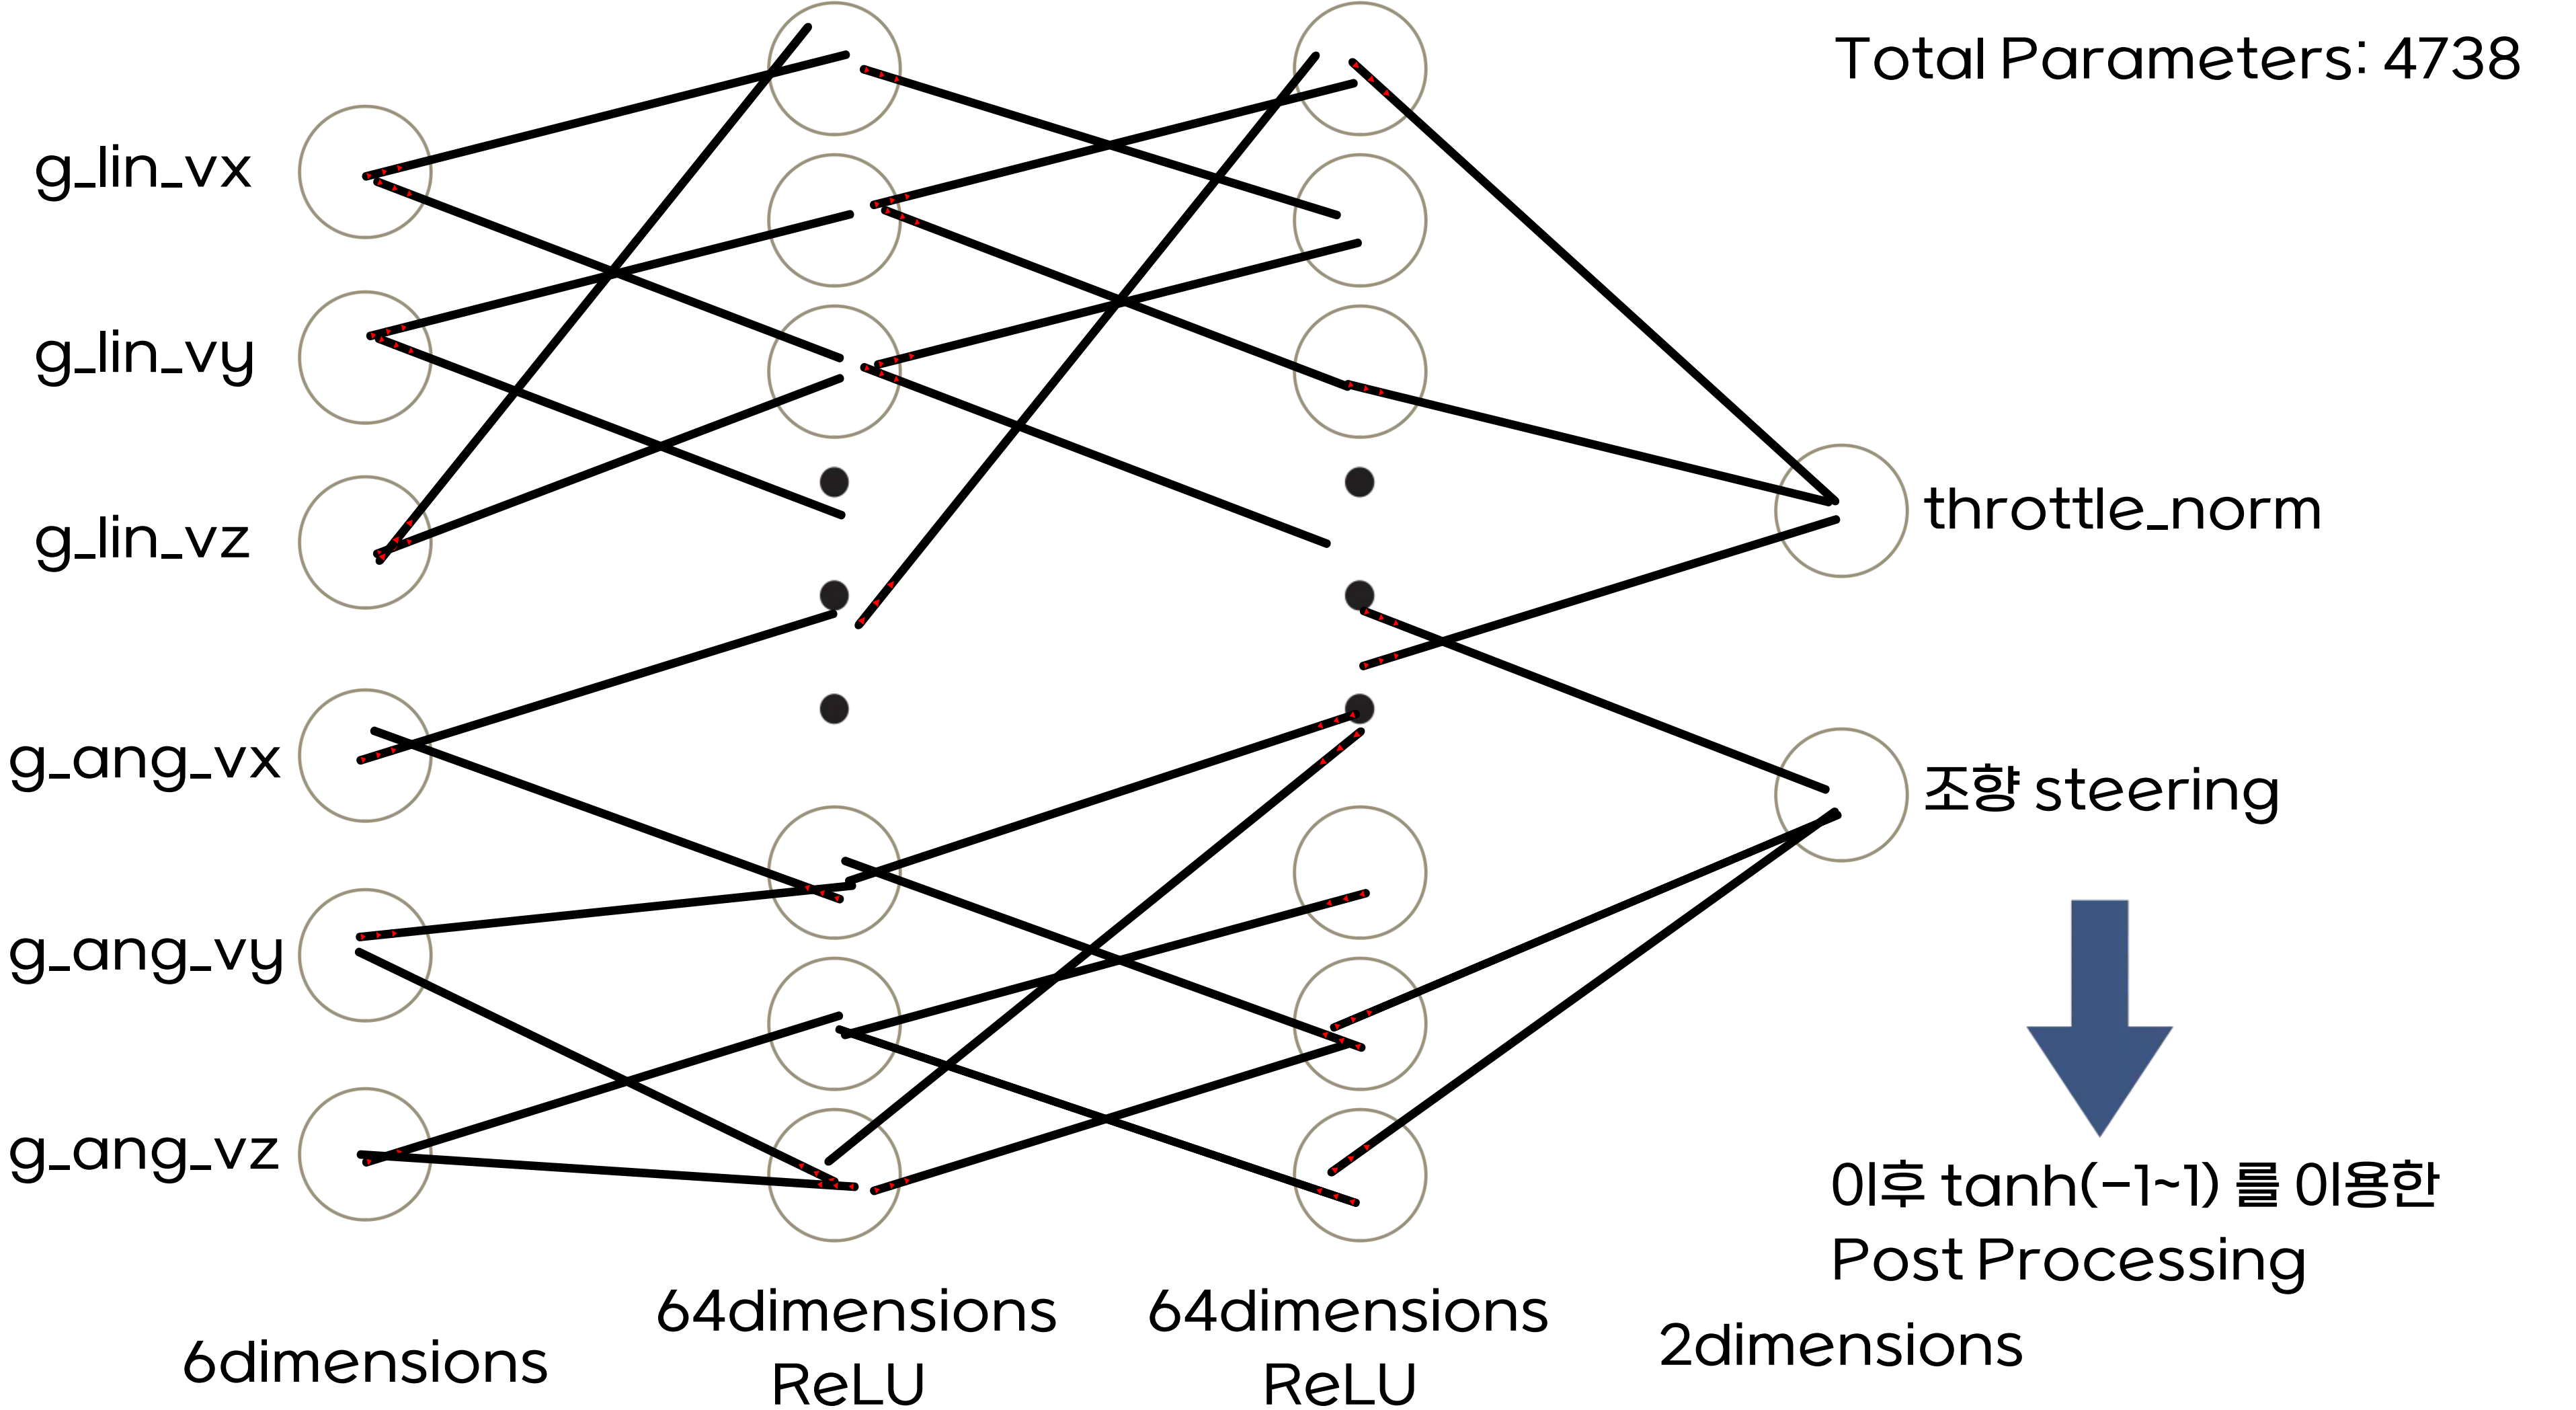 Total Parameters: 4738
g_lin_vx
g_lin_vy
g_lin_vz
g_ang_vx
g_ang_vy
g_ang_vz
throttle_norm
조향 steering
이후 tanh(-1~1) 를 이용한
Post Processing
6dimensions
64dimensions
ReLU
64dimensions
ReLU
2dimensions